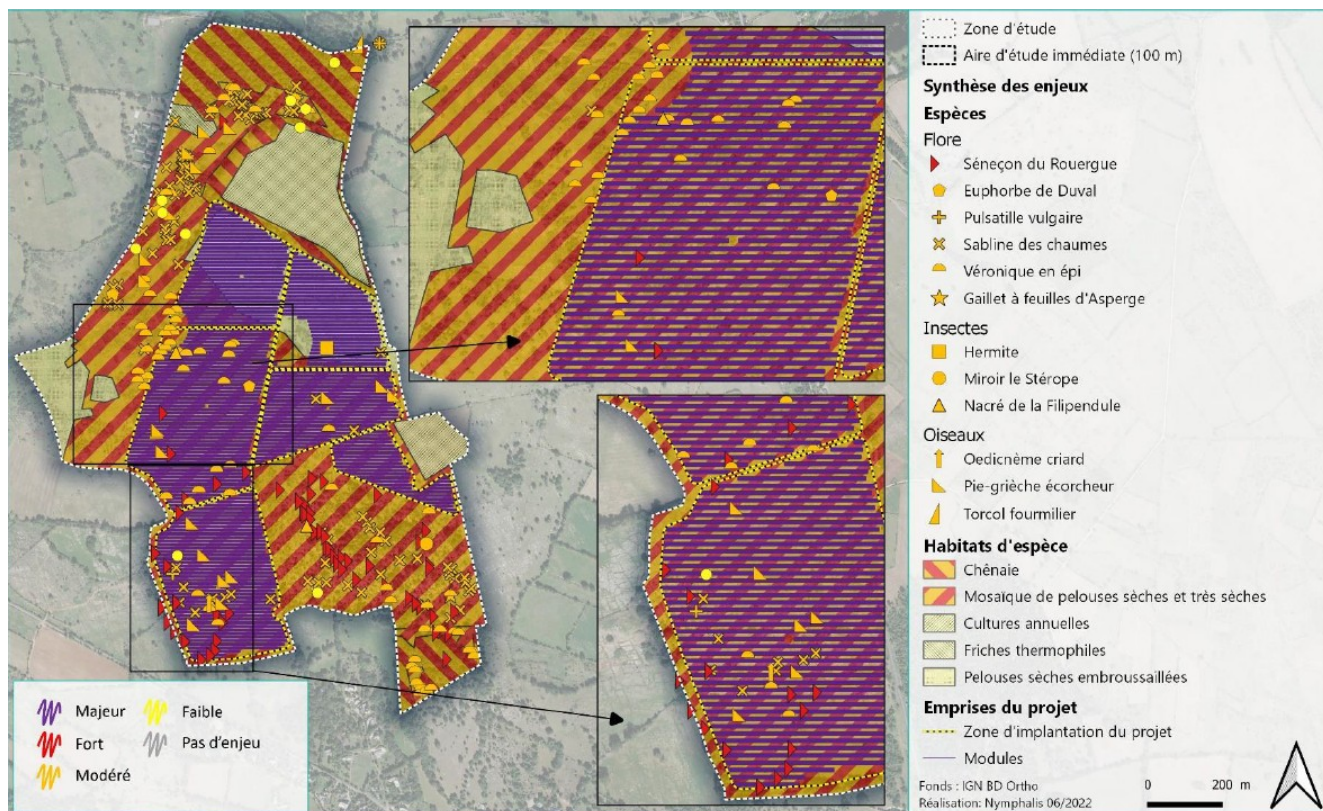 Zone d'étude
Aire d'étude immédiate (100 m)
Synthèse des enjeux
Espèces
Flore
Séneçon du Rouergue
Euphorbe de Duval
Pulsatille vulgaire
Sabline des chaumes
Véronique en épi
Gaillet à feuilles d'Asperge
Insectes
Hermite
Miroir le Stérope
Nacré de la Filipendule
Oiseaux
Oedicnème criard
Pie-grièche écorcheur
Torcol fourmilier
Habitats d'espèce
Chênaie
Mosaïque de pelouses sèches et très sèches
Cultures annuelles
Friches thermophiles
Pelouses sèches embroussaillées
Emprises du projet
Zone d'implantation du projet
Modules
Fonds : IGN BD Ortho
Réalisation: Nymphalis 06/2022
0 200 m
Majeur Faible
Fort Pas d'enjeu
Modéré